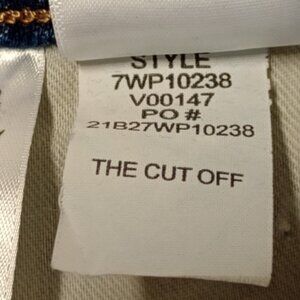 STYLE
7WP10238
V00147
PO #
21B27WP10238
THE CUT OFF